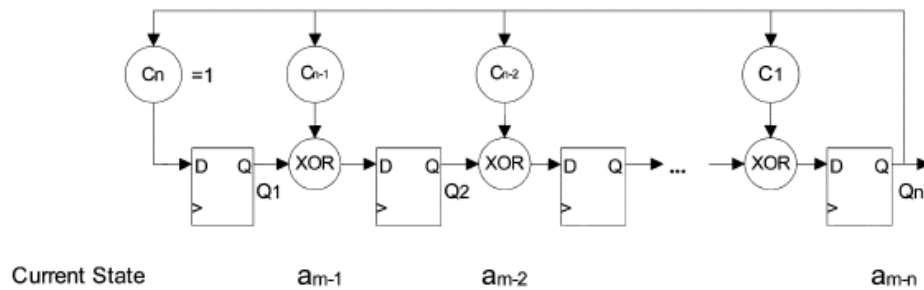 Cn =1 Cn-1 Cn-2 C1
D Q XOR D Q XOR D Q ... XOR D Q
Q1 Q2 Qn
Current State am-1 am-2 am-n